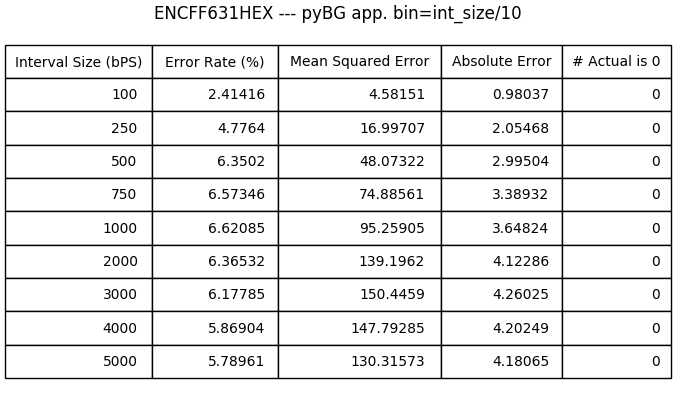 ENCFF631HEX --- pyBG app. bin=int_size/10
Interval Size (bPS) Error Rate (%) Mean Squared Error Absolute Error # Actual is 0
100 2.41416 4.58151 0.98037 0
250 4.7764 16.99707 2.05468 0
500 6.3502 48.07322 2.99504 0
750 6.57346 74.88561 3.38932 0
1000 6.62085 95.25905 3.64824 0
2000 6.36532 139.1962 4.12286 0
3000 6.17785 150.4459 4.26025 0
4000 5.86904 147.79285 4.20249 0
5000 5.78961 130.31573 4.18065 0